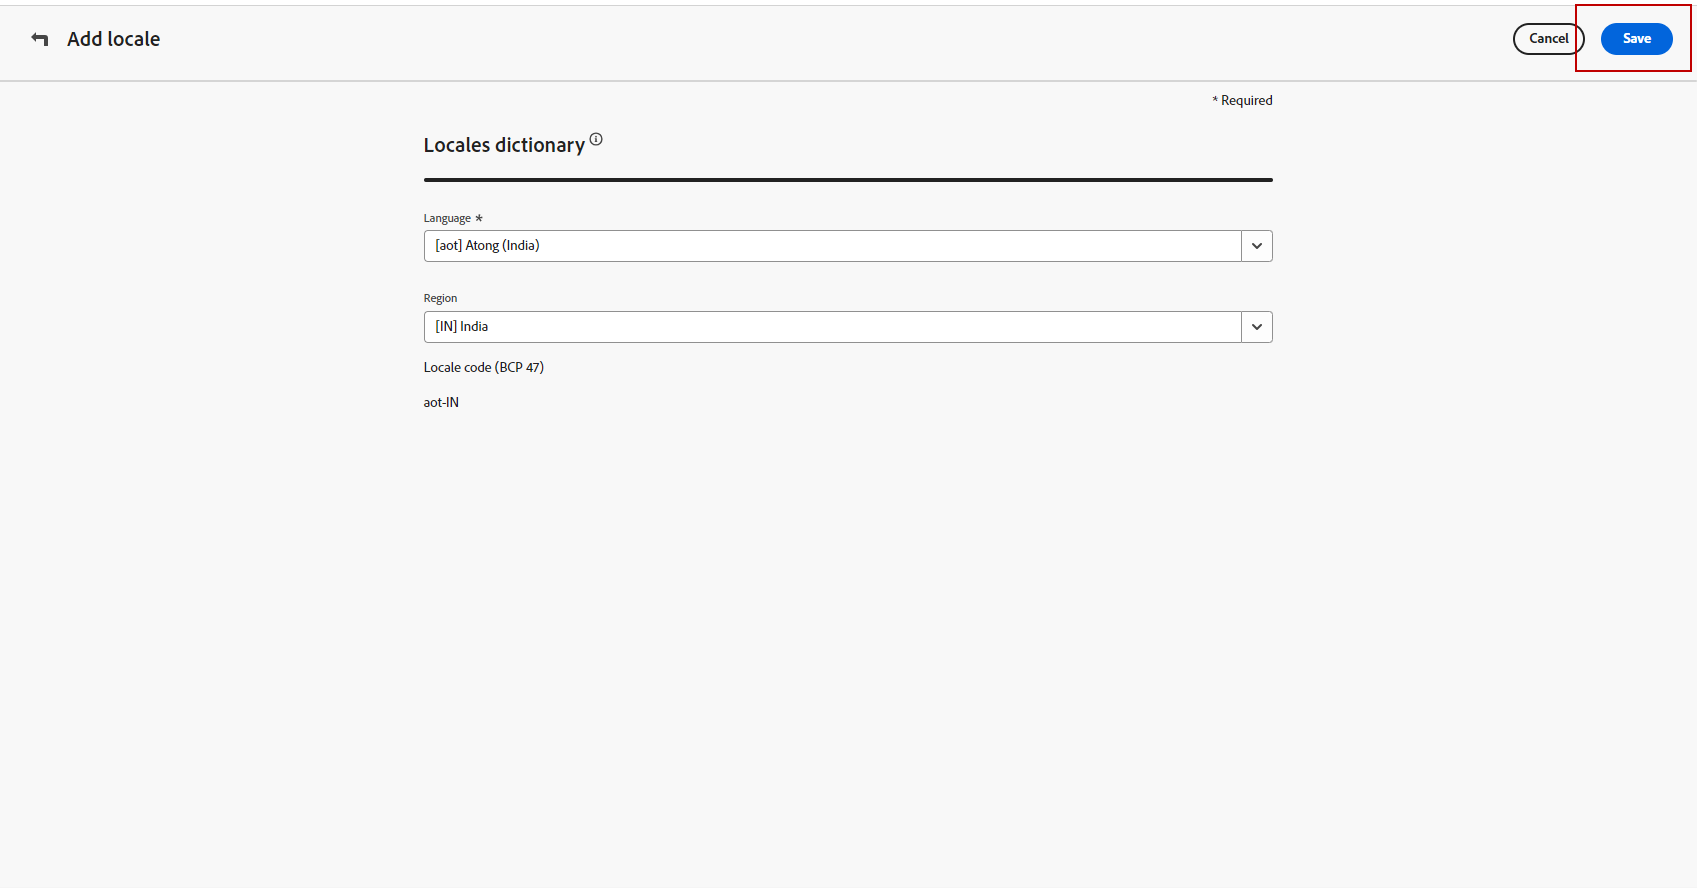 Add locale
Cancel
Save
* Required
Locales dictionary
Language *
[aot] Atong (India)
Region
[IN] India
Locale code (BCP 47)
aot-IN